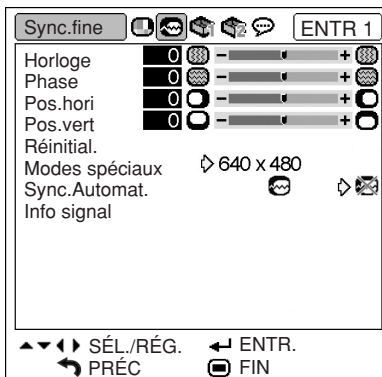 Sync.fine ENTR 1
Horloge 0 - +
Phase 0 - +
Pos.hori 0 - +
Pos.vert 0 - +
Réinitial.
Modes spéciaux 640 x 480
Sync.Automat.
Info signal
SÉL./RÉG. ENTR.
PRÉC FIN